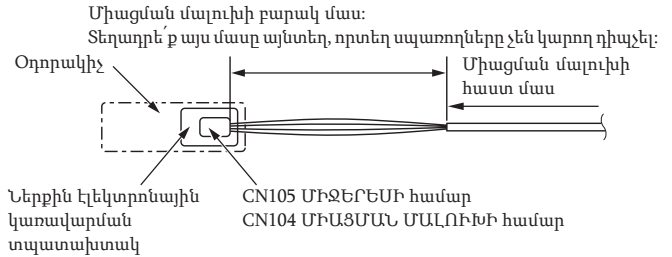 Միացման մալուխի բարակ մաս:
Տեղադրե՛ք այս մասը այնտեղ, որտեղ սպառողները չեն կարող դիպչել:
Օդորակիչ
Միացման մալուխի
հաստ մաս
Ներքին էլեկտրոնային
կառավարման
տպատախտակ
CN105 ՄԻՋԵՐԵՍԻ համար
CN104 ՄԻԱՑՄԱՆ ՄԱԼՈՒԽԻ համար